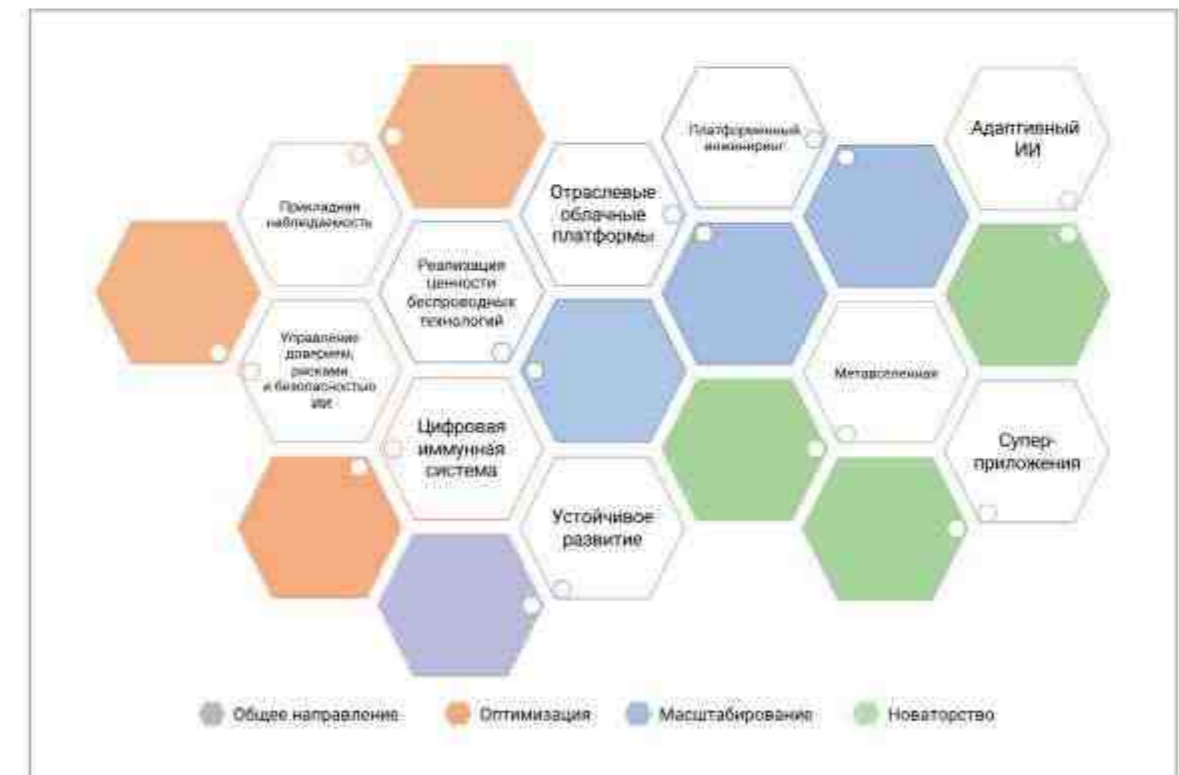 Платформенный
инжиниринг
Адаптивный
ИИ
Прикладная
наблюдаемость
Отраслевые
облачные
платформы
Реализация
ценности
беспроводных
технологий
Управление
доверием,
рисками
и безопасностью
ИИ
Метавселенная
Цифровая
иммунная
система
Супер-
приложения
Устойчивое
развитие
Общее направление
Оптимизация
Масштабирование
Новаторство